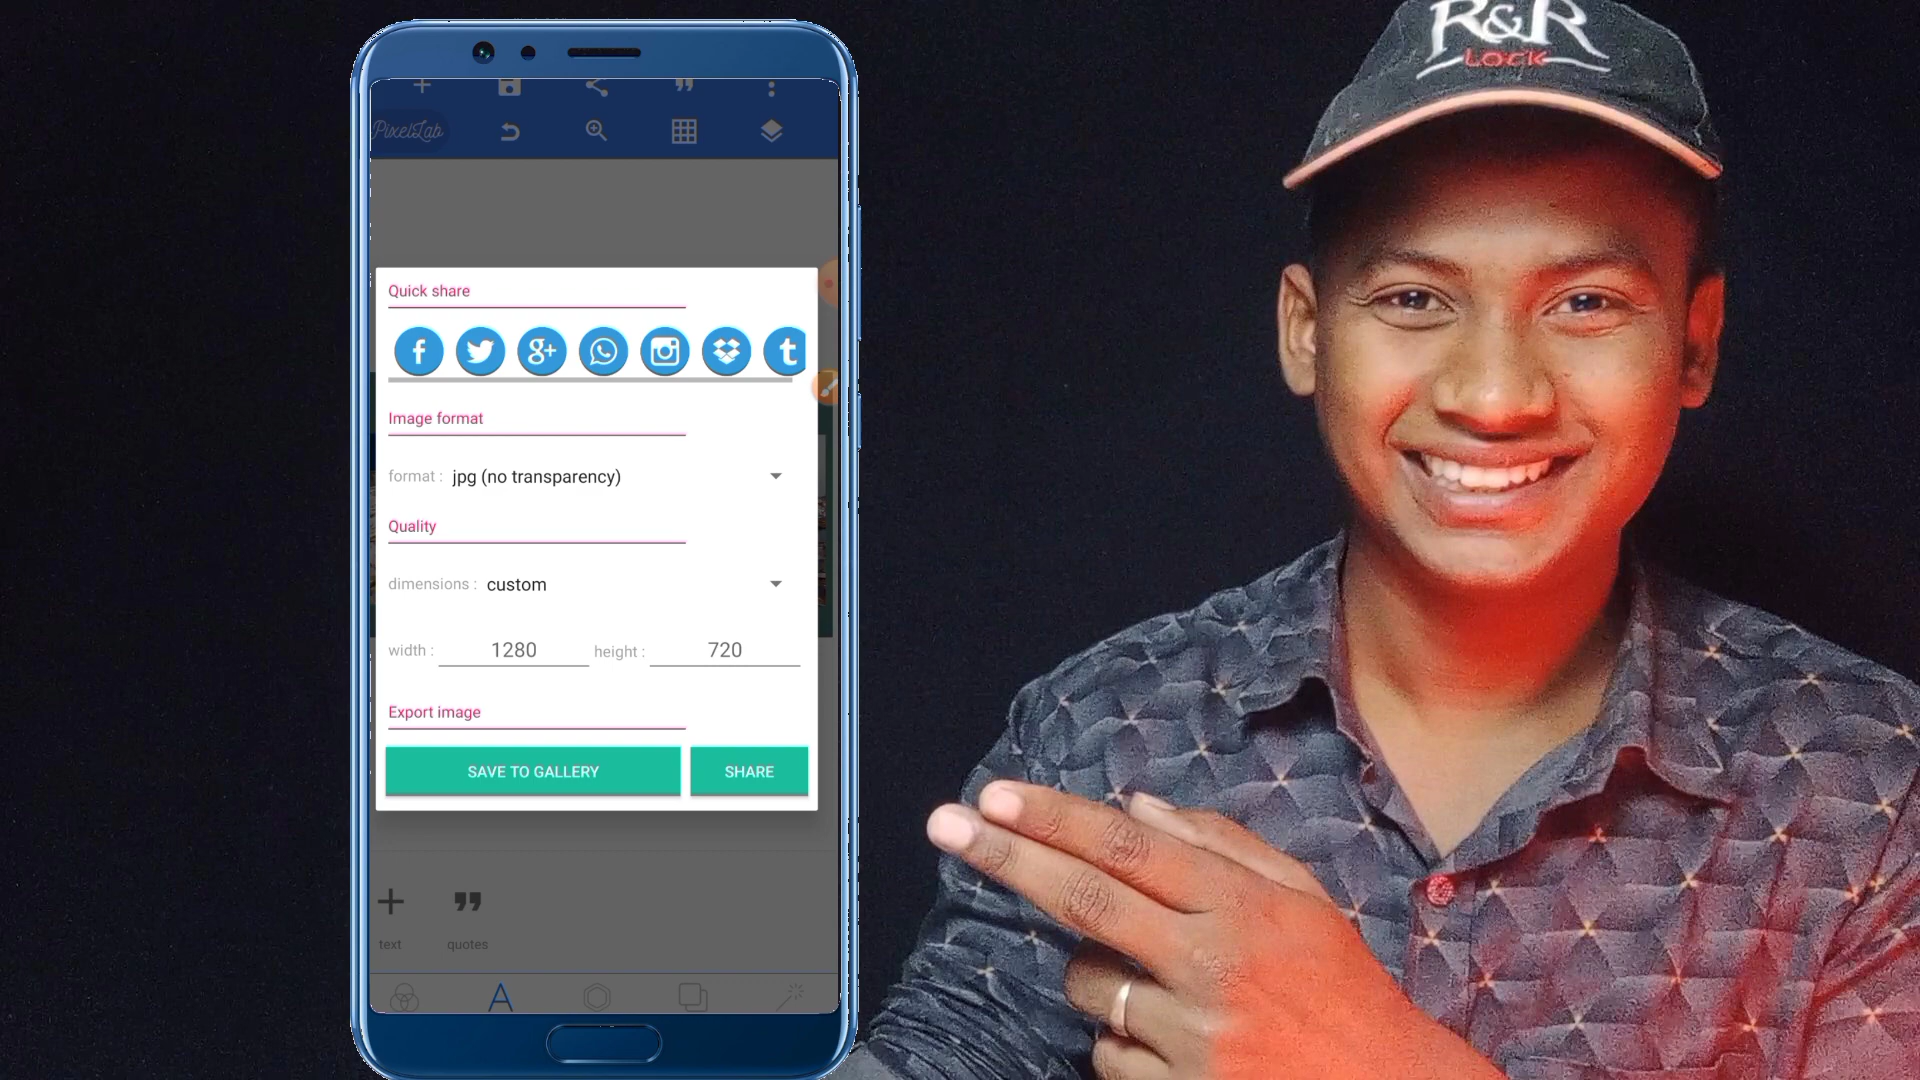 R&R
LOCK
PixelLab
Quick share
Image format
format : jpg (no transparency)
Quality
dimensions : custom
width : 1280 height : 720
Export image
SAVE TO GALLERY SHARE
text quotes